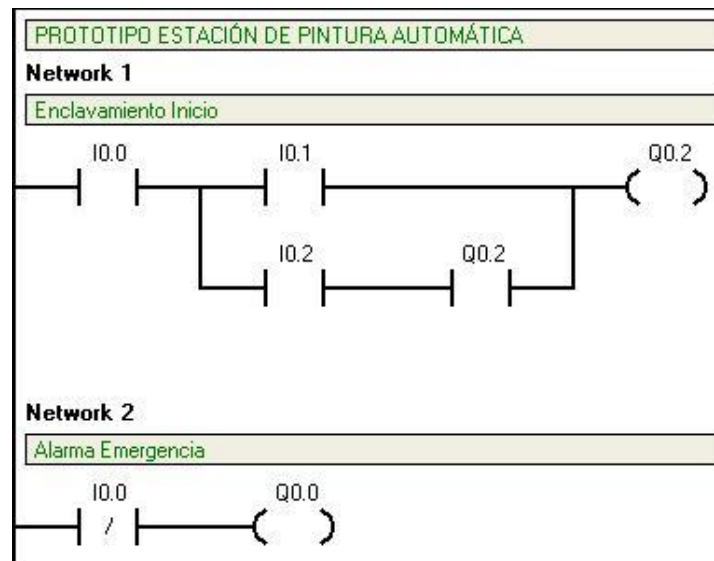 PROTOTIPO ESTACIÓN DE PINTURA AUTOMÁTICA
Network 1
Enclavamiento Inicio
I0.0 I0.1 Q0.2
I0.2 Q0.2
Network 2
Alarma Emergencia
I0.0 Q0.0
/